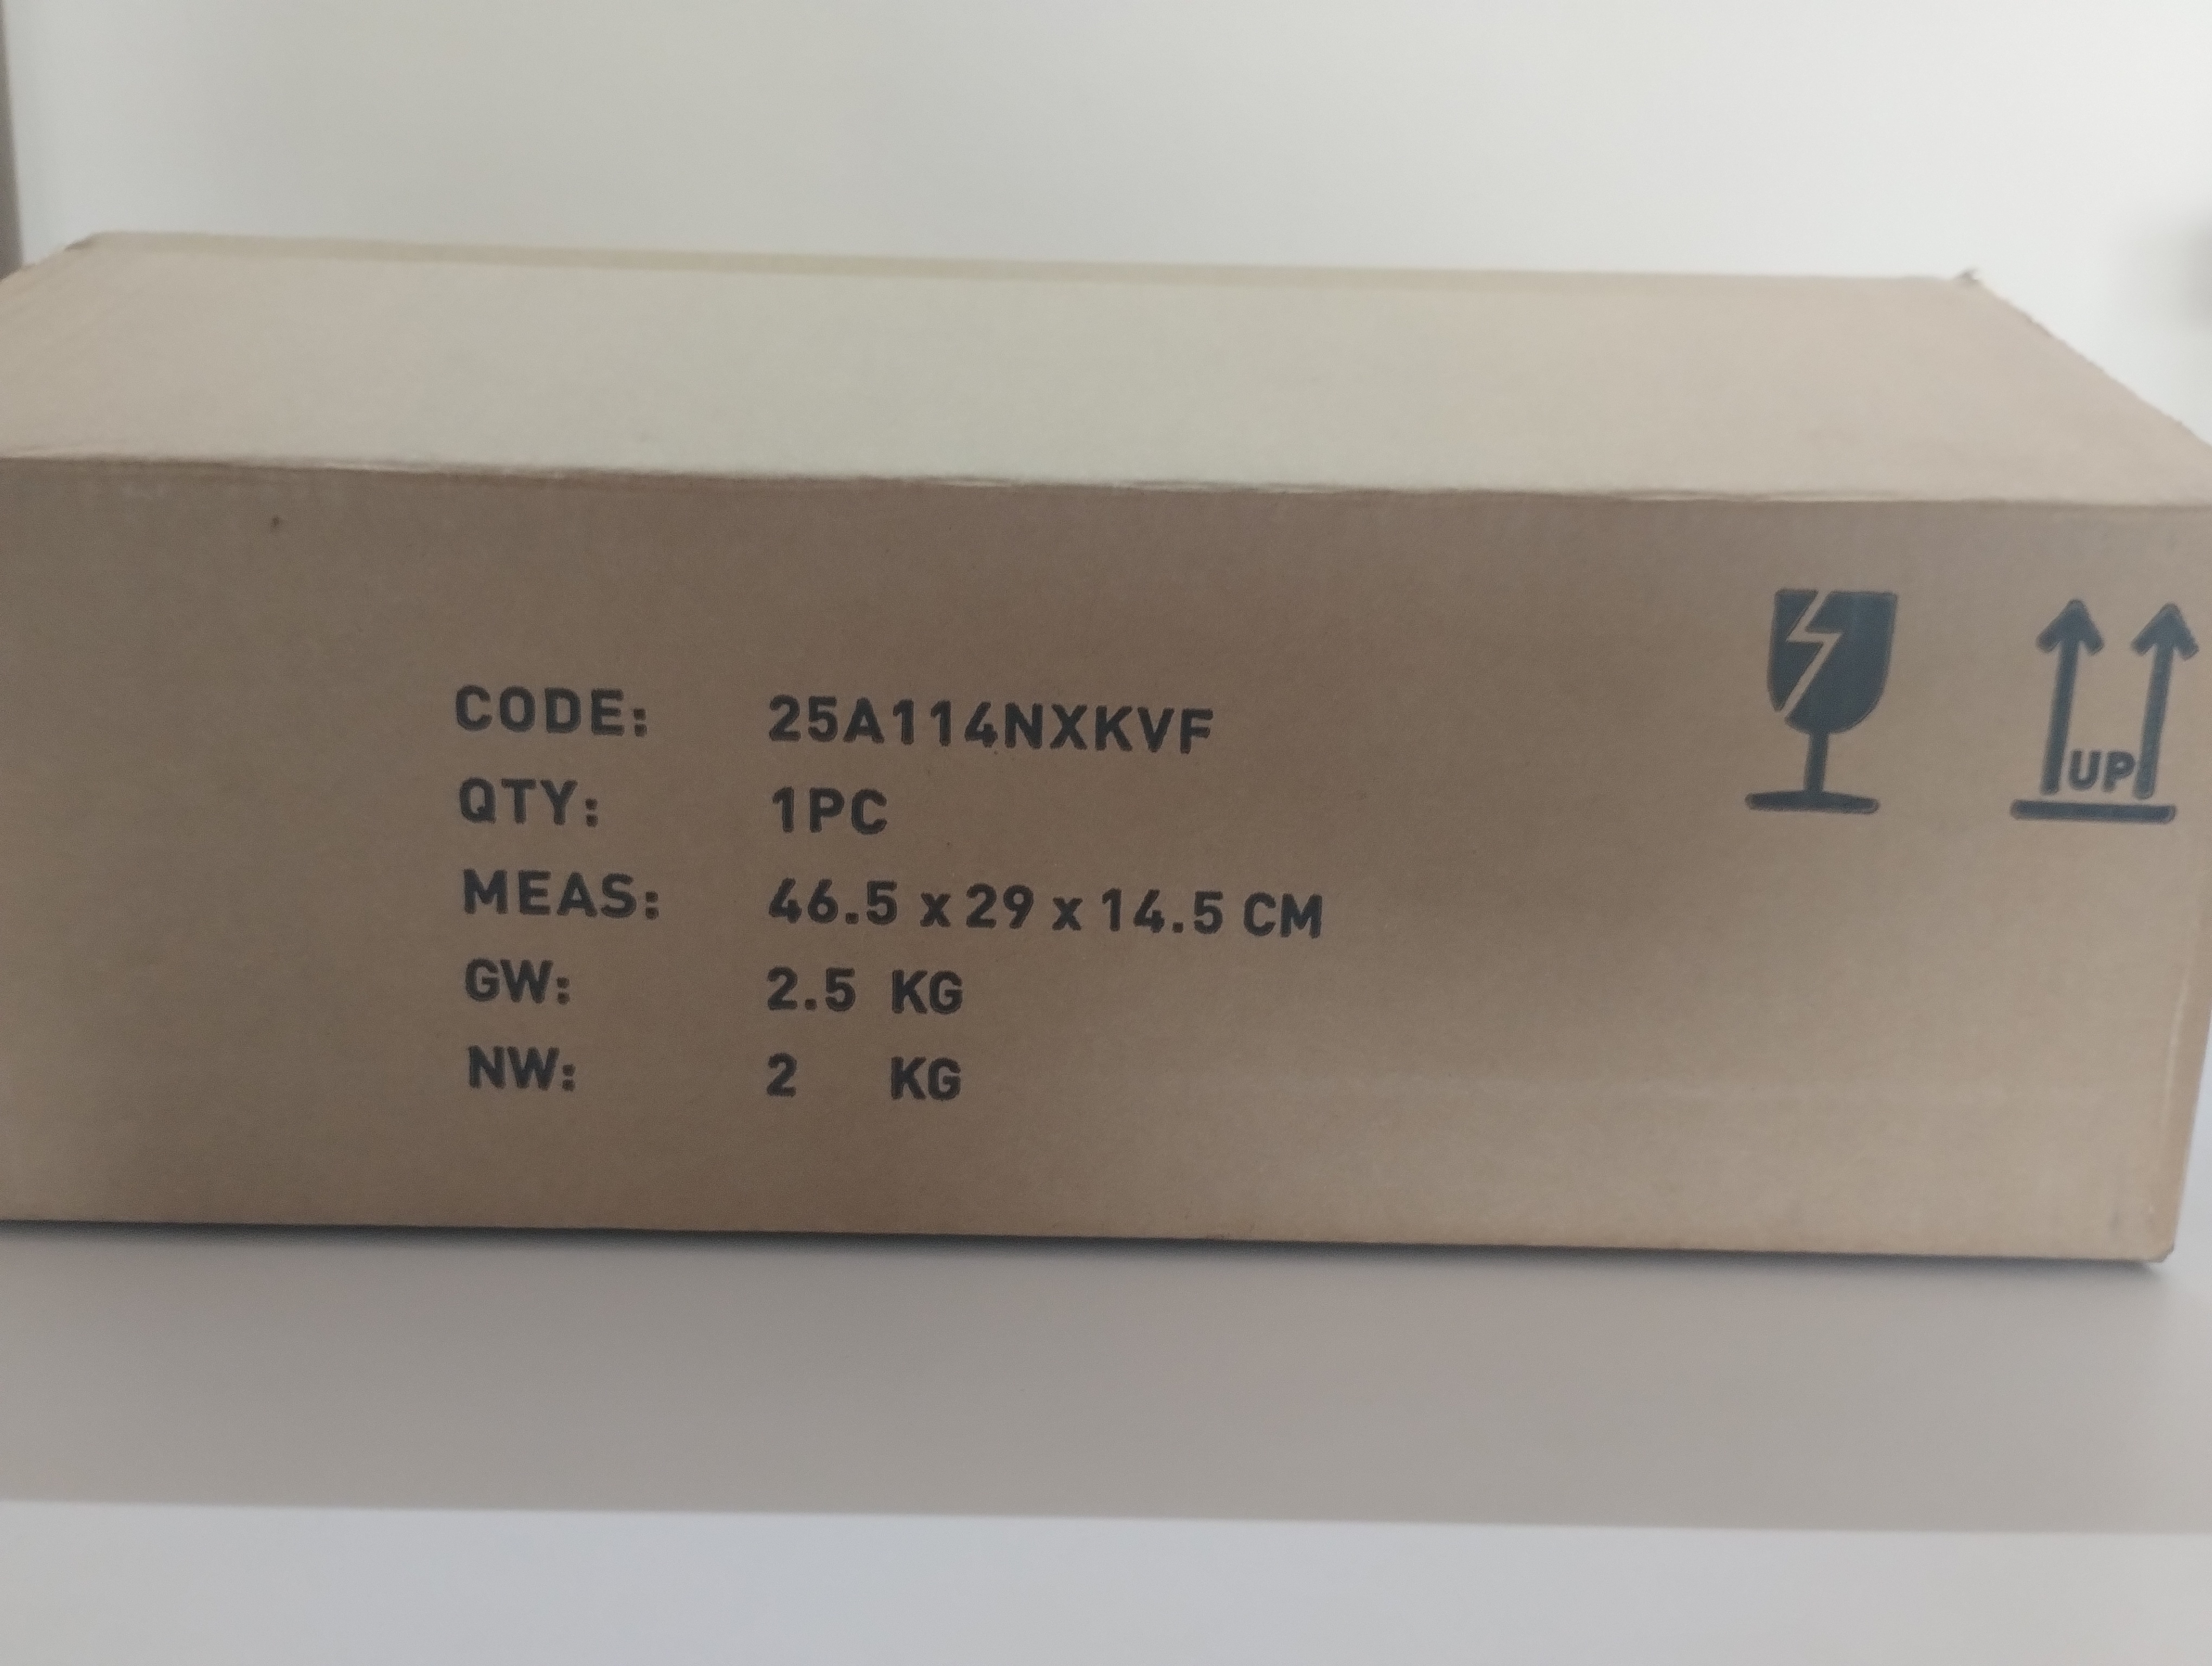 CODE: 25A114NXKVF
QTY: 1PC
MEAS: 46.5 x 29 x 14.5 CM
GW: 2.5 KG
NW: 2 KG
UP